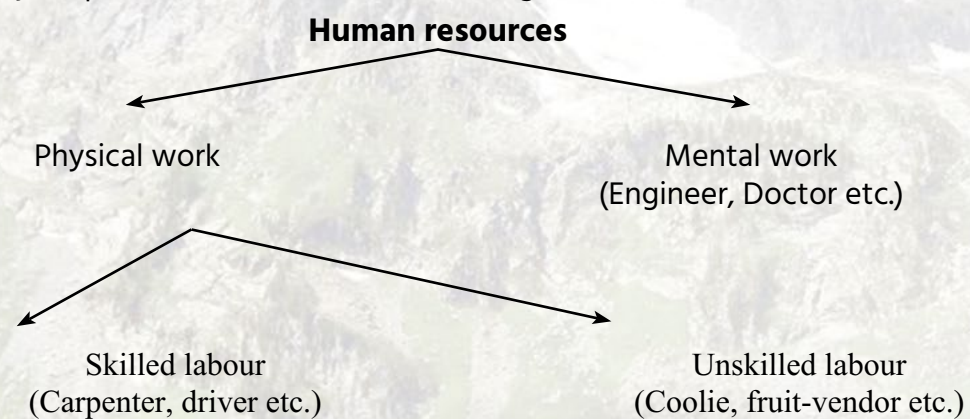 Human resources
Physical work
Mental work
(Engineer, Doctor etc.)
Skilled labour
(Carpenter, driver etc.)
Unskilled labour
(Coolie, fruit-vendor etc.)